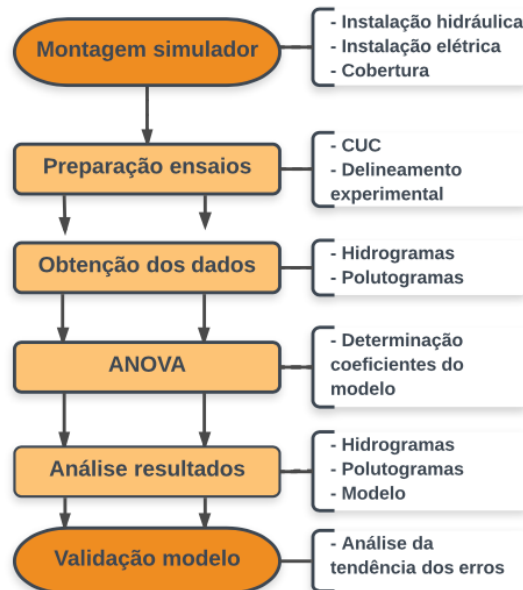 Montagem simulador
- Instalação hidráulica
- Instalação elétrica
- Cobertura
Preparação ensaios
- CUC
- Delineamento
experimental
Obtenção dos dados
- Hidrogramas
- Polutogramas
ANOVA
- Determinação
coeficientes do
modelo
Análise resultados
- Hidrogramas
- Polutogramas
- Modelo
Validação modelo
- Análise da
tendência dos erros